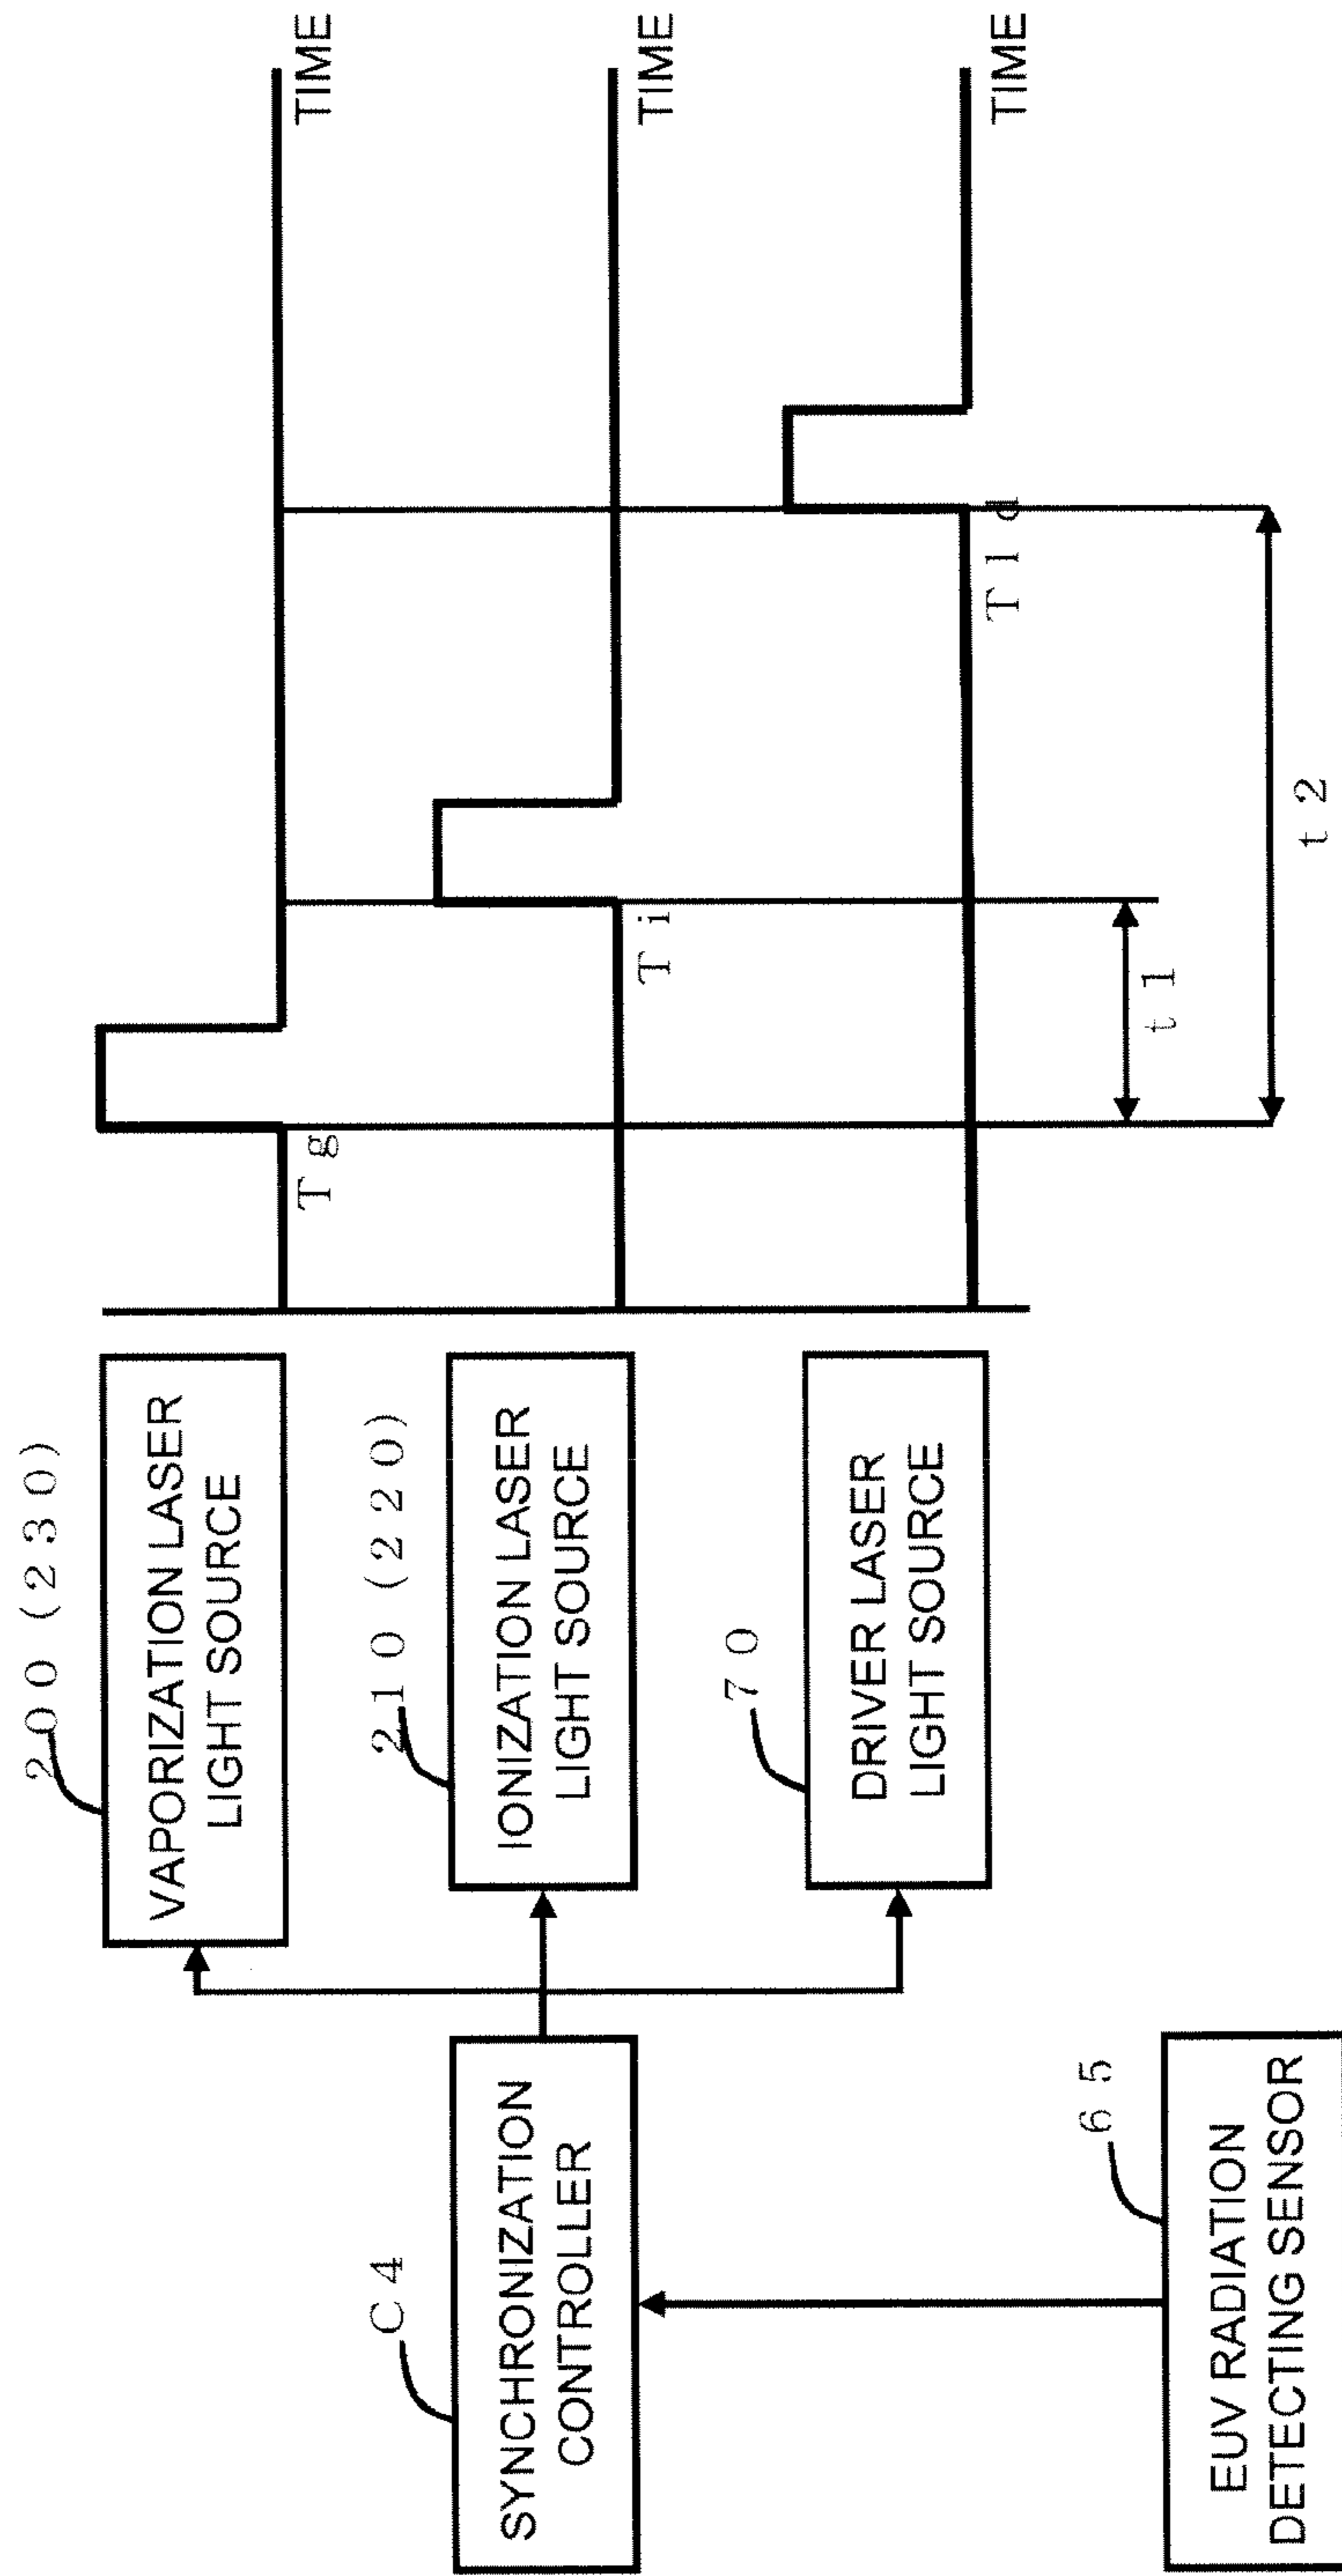 200 (230)
VAPORIZATION LASER
LIGHT SOURCE
Tg
TIME
C4
SYNCHRONIZATION
CONTROLLER
210 (220)
IONIZATION LASER
LIGHT SOURCE
Ti
TIME
70
DRIVER LASER
LIGHT SOURCE
Tld
TIME
65
EUV RADIATION
DETECTING SENSOR
t1
t2